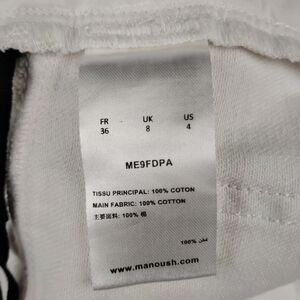 FR UK US
36 8 4
ME9FDPA
TISSU PRINCIPAL: 100% COTON
MAIN FABRIC: 100% COTTON
主要面料: 100% 棉
100%
www.manoush.com